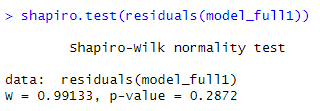 > shapiro.test(residuals(model_full1))
Shapiro-Wilk normality test
data:  residuals(model_full1)
W = 0.99133, p-value = 0.2872